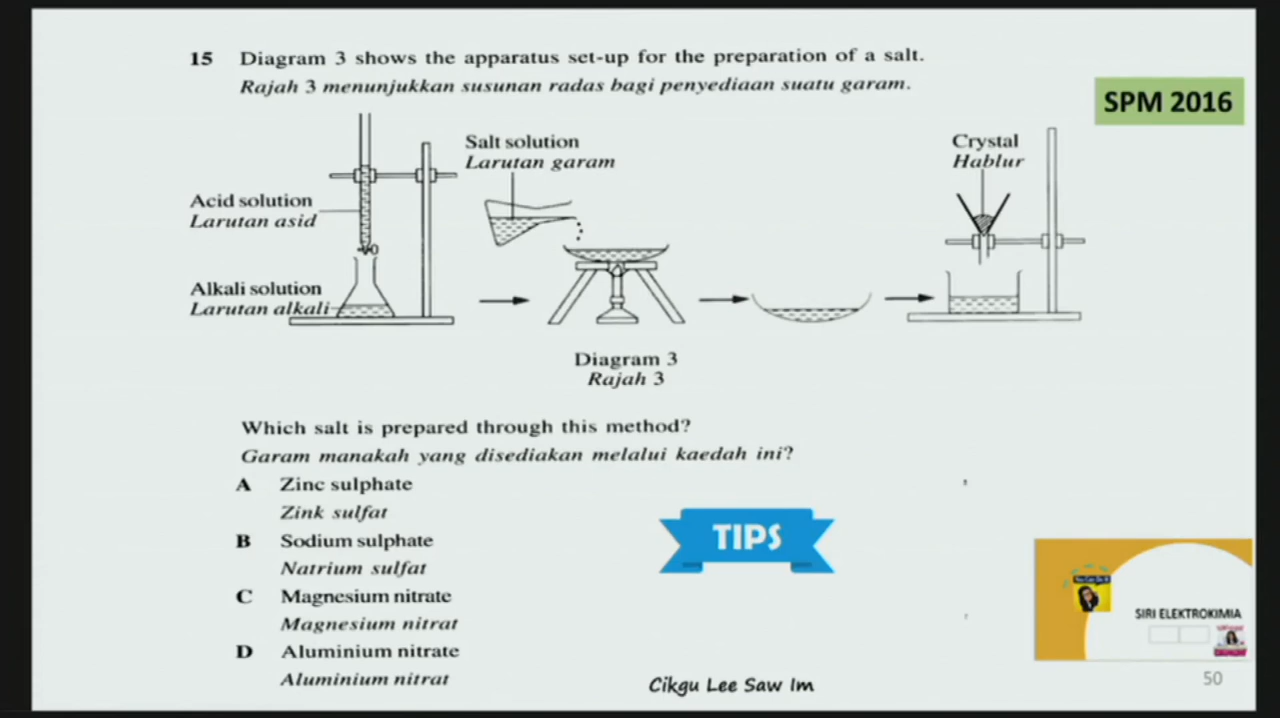 15 Diagram 3 shows the apparatus set-up for the preparation of a salt.
Rajah 3 menunjukkan susunan radas bagi penyediaan suatu garam.
SPM 2016
Salt solution
Larutan garam
Crystal
Hablur
Acid solution
Larutan asid
Alkali solution
Larutan alkali
Diagram 3
Rajah 3
Which salt is prepared through this method?
Garam manakah yang disediakan melalui kaedah ini?
A Zinc sulphate
Zink sulfat
B Sodium sulphate
Natrium sulfat
C Magnesium nitrate
Magnesium nitrat
D Aluminium nitrate
Aluminium nitrat
TIPS
SIRI ELEKTROKIMIA
Cikgu Lee Saw Im
50